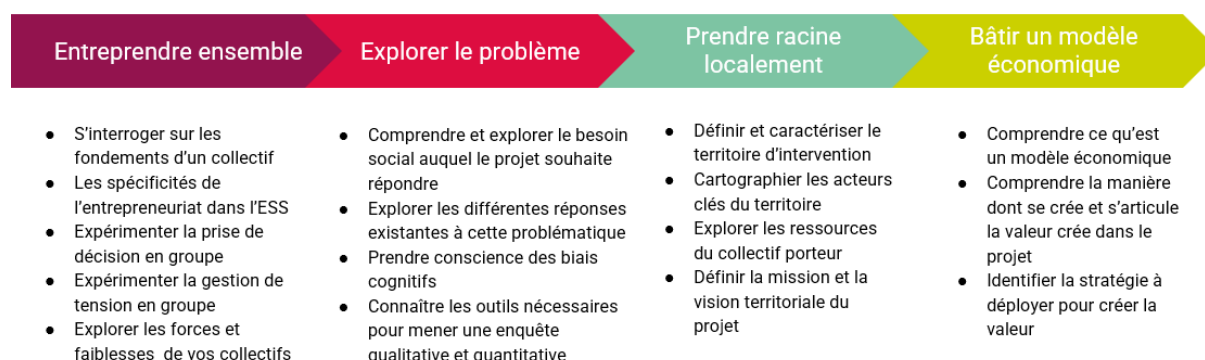 Entreprendre ensemble
Explorer le problème
Prendre racine
localement
Bâtir un modèle
économique
S'interroger sur les
fondements d'un collectif
Les spécificités de
l'entrepreneuriat dans l'ESS
Expérimenter la prise de
décision en groupe
Expérimenter la gestion de
tension en groupe
Explorer les forces et
faiblesses de vos collectifs
Comprendre et explorer le besoin
social auquel le projet souhaite
répondre
Explorer les différentes réponses
existantes à cette problématique
Prendre conscience des biais
cognitifs
Connaître les outils nécessaires
pour mener une enquête
qualitative et quantitative
Définir et caractériser le
territoire d'intervention
Cartographier les acteurs
clés du territoire
Explorer les ressources
du collectif porteur
Définir la mission et la
vision territoriale du
projet
Comprendre ce qu'est
un modèle économique
Comprendre la manière
dont se crée et s'articule
la valeur crée dans le
projet
Identifier la stratégie à
déployer pour créer la
valeur